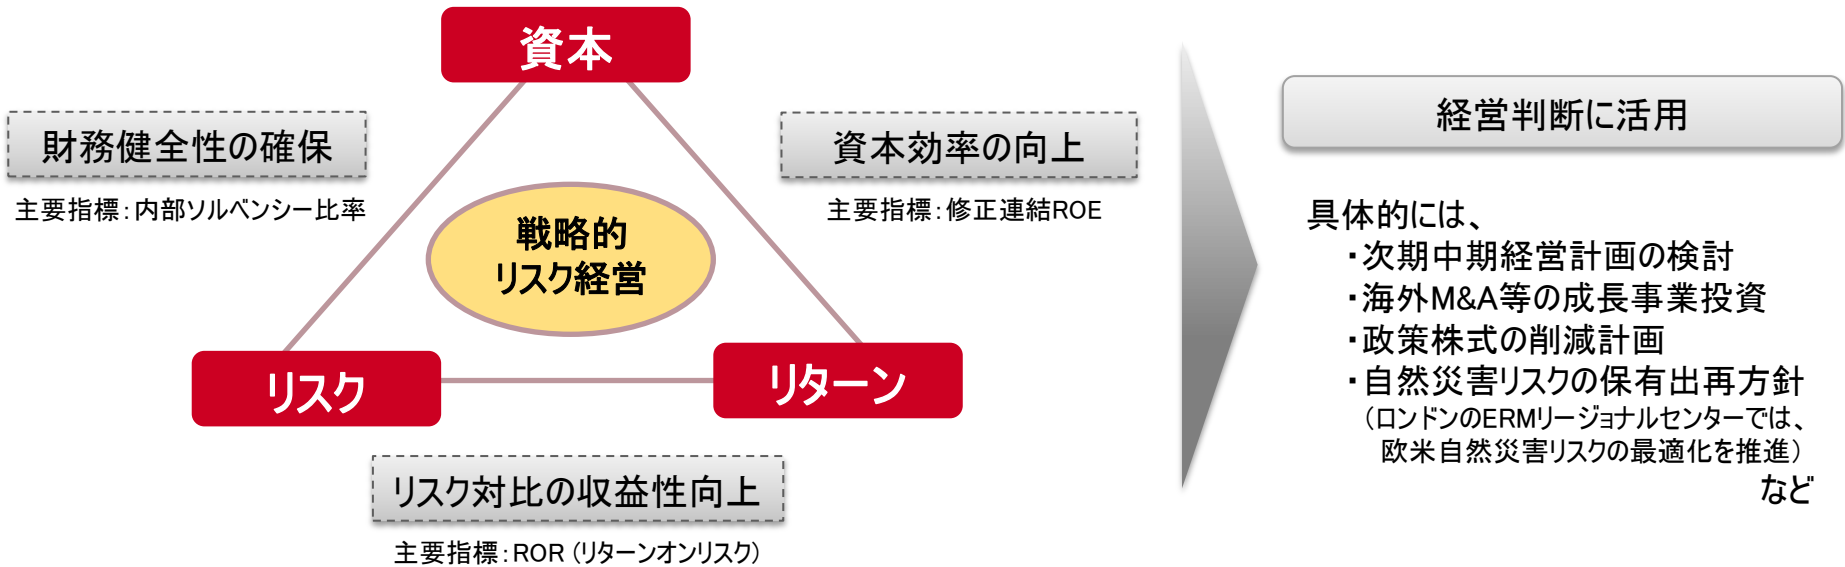 資本
財務健全性の確保
主要指標:内部ソルベンシー比率
資本効率の向上
主要指標:修正連結ROE
戦略的
リスク経営
リスク
リターン
リスク対比の収益性向上
主要指標:ROR (リターンオンリスク)
経営判断に活用
具体的には、
・次期中期経営計画の検討
・海外M&A等の成長事業投資
・政策株式の削減計画
・自然災害リスクの保有出再方針
(ロンドンのERMリージョナルセンターでは、
欧米自然災害リスクの最適化を推進)
など